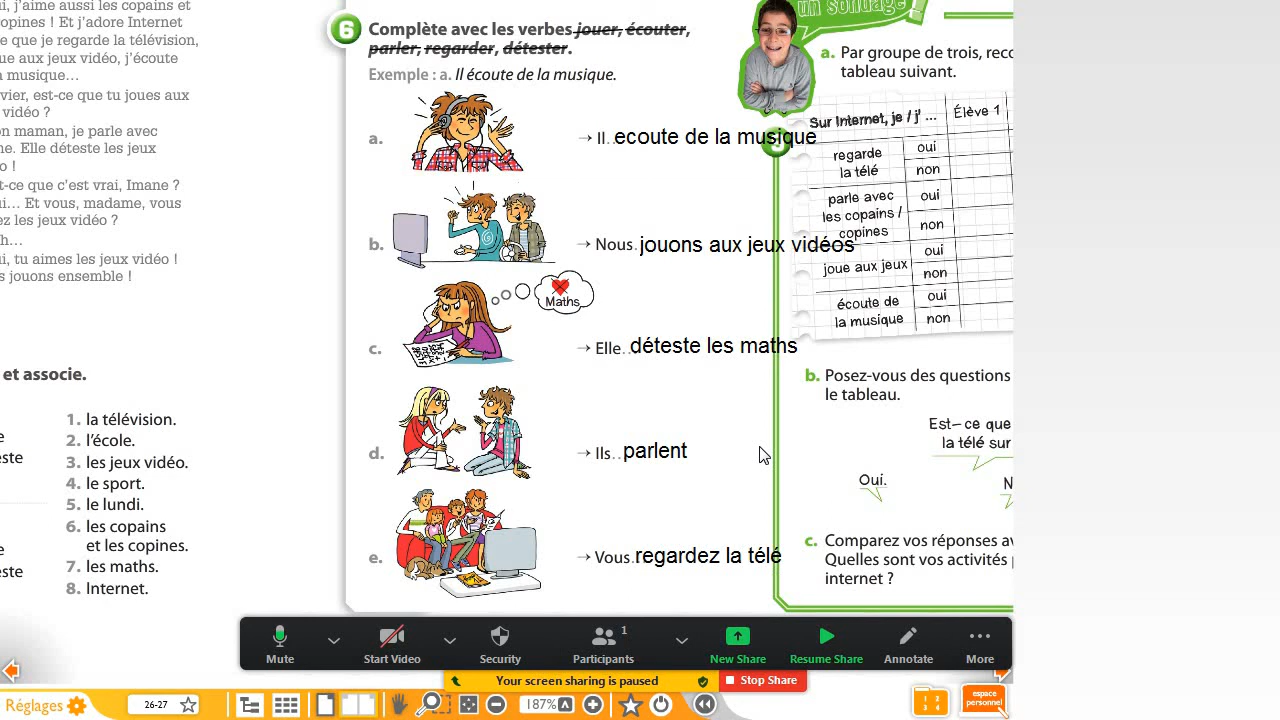 i, j'aime aussi les copains et
opines ! Et j'adore Internet
e que je regarde la télévision,
ue aux jeux vidéo, j'écoute
musique…
vier, est-ce que tu joues aux
vidéo ?
n maman, je parle avec
ne. Elle déteste les jeux
o !
t-ce que c'est vrai, Imane ?
i… Et vous, madame, vous
ez les jeux vidéo ?
h…
i, tu aimes les jeux vidéo !
s jouons ensemble !
et associe.
e
ste
e
ste
1. la télévision.
2. l'école.
3. les jeux vidéo.
4. le sport.
5. le lundi.
6. les copains
et les copines.
7. les maths.
8. Internet.
6 Complète avec les verbes jouer, écouter,
parler, regarder, détester.
Exemple : a. Il écoute de la musique.
a. → Il..ecoute de la musique
b. → Nous.jouons aux jeux vidéos
Maths
c. → Elle..déteste les maths
d. → Ils..parlent
e. → Vous.regardez la télé
un sondage !
a. Par groupe de trois, reco
tableau suivant.
Sur Internet, je / j' ... Élève 1
regarde
la télé
oui
non
parle avec
les copains /
copines
oui
non
joue aux jeux
oui
non
écoute de
la musique
oui
non
b. Posez-vous des questions
le tableau.
Est-ce que
la télé sur
Oui.
N
c. Comparez vos réponses av
Quelles sont vos activités p
internet ?
Mute
Start Video
Security
1
Participants
New Share
Resume Share
Annotate
More
Your screen sharing is paused
Stop Share
Réglages
26-27
187%
1 2
3 4
espace
personnel